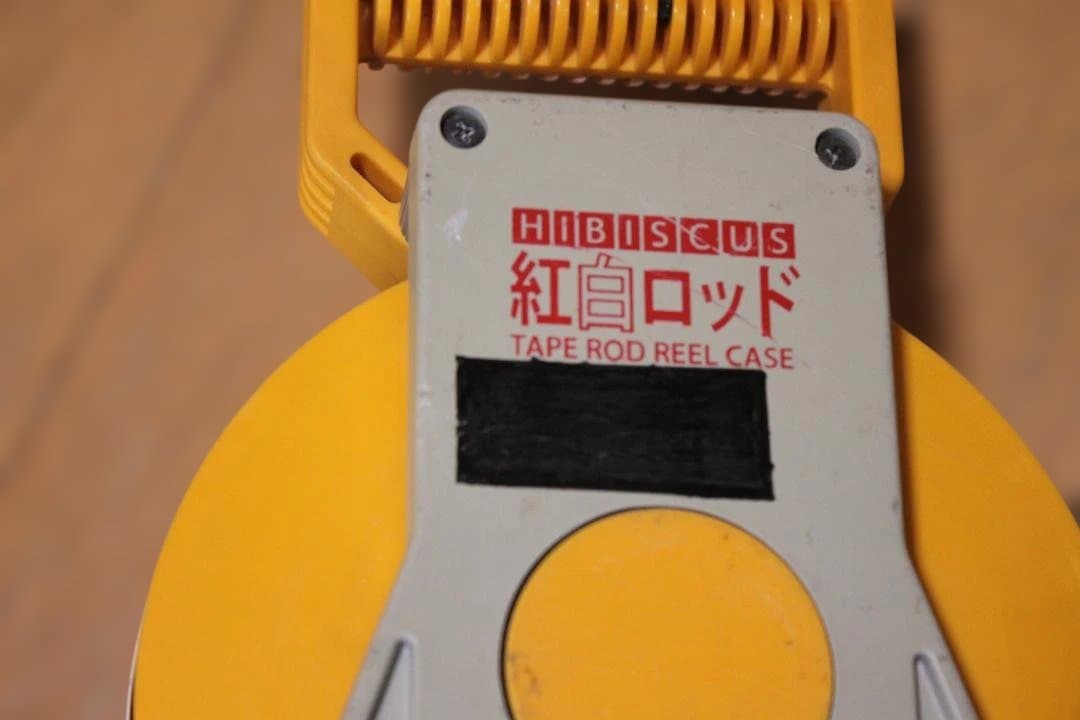 HIBISCUS
紅白ロッド
TAPE ROD REEL CASE